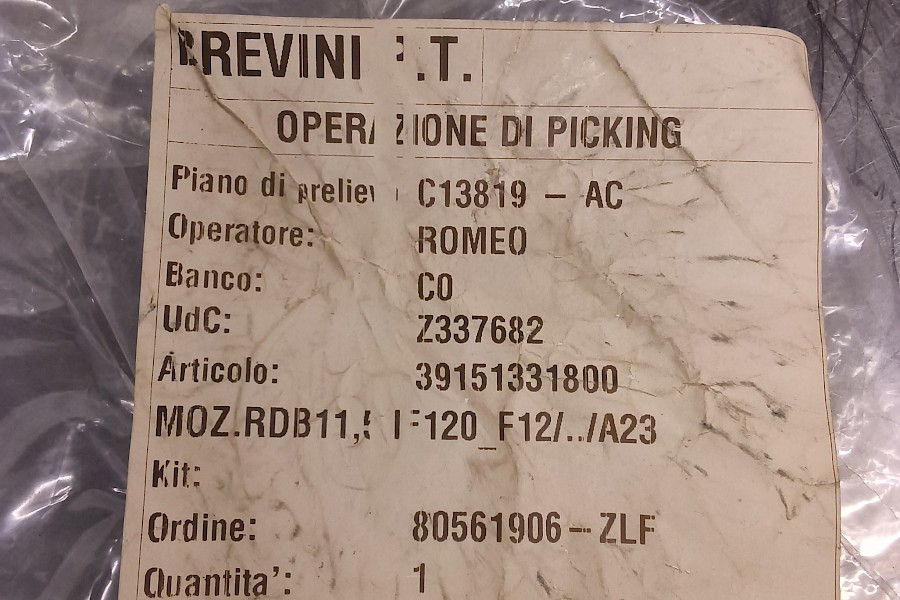 BREVINI P.T.
OPERAZIONE DI PICKING
Piano di prelievo C13819 - AC
Operatore: ROMEO
Banco: CO
UdC: Z337682
Articolo: 39151331800
MOZ.RDB11,5 F120_F12/../A23
Kit:
Ordine: 80561906 - ZLF
Quantita': 1